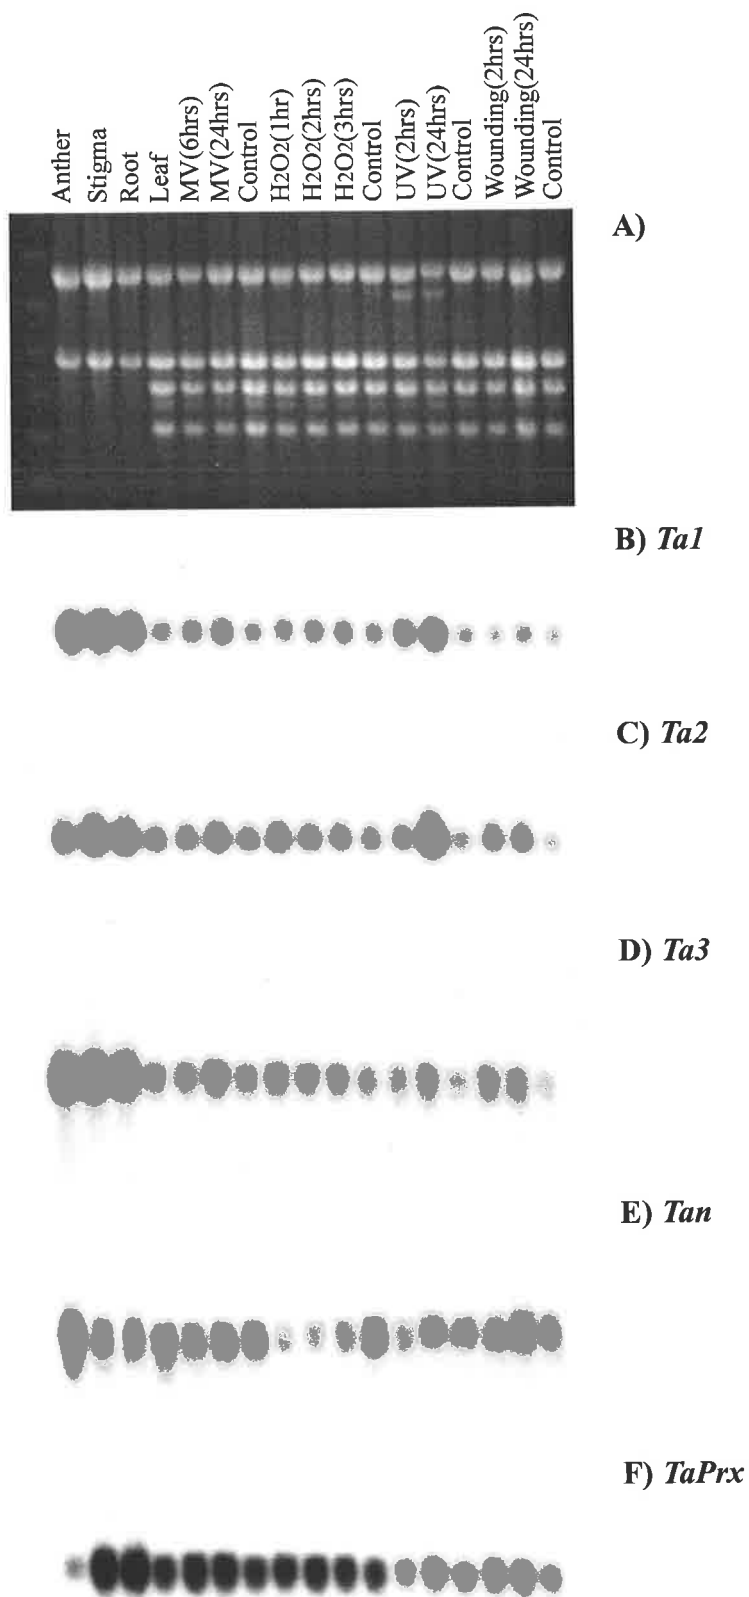 Anther
Stigma
Root
Leaf
MV(6hrs)
MV(24hrs)
Control
H2O2(1hr)
H2O2(2hrs)
H2O2(3hrs)
Control
UV(2hrs)
UV(24hrs)
Control
Wounding(2hrs)
Wounding(24hrs)
Control
A)
B) Ta1
C) Ta2
D) Ta3
E) Tan
F) TaPrx